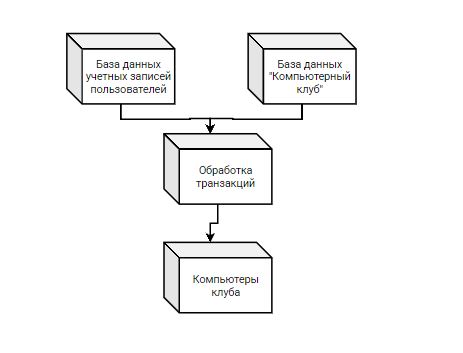 База данных
учетных записей
пользователей
База данных
"Компьютерный
клуб"
Обработка
транзакций
Компьютеры
клуба